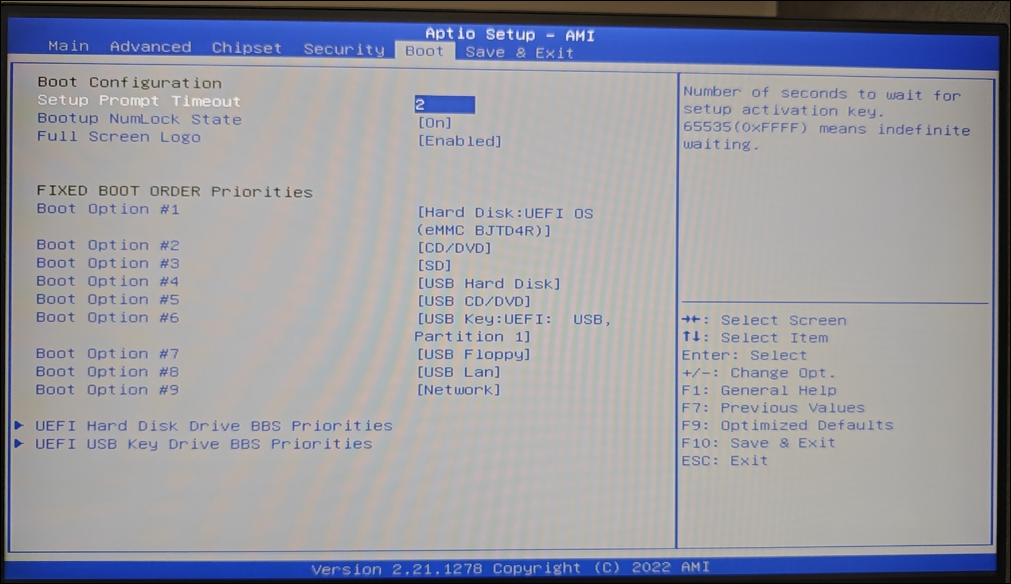 Aptio Setup - AMI
Main Advanced Chipset Security Boot Save & Exit
Boot Configuration
Setup Prompt Timeout 2
Bootup NumLock State [On]
Full Screen Logo [Enabled]
FIXED BOOT ORDER Priorities
Boot Option #1 [Hard Disk:UEFI OS
(eMMC BJTD4R)]
Boot Option #2 [CD/DVD]
Boot Option #3 [SD]
Boot Option #4 [USB Hard Disk]
Boot Option #5 [USB CD/DVD]
Boot Option #6 [USB Key:UEFI: USB,
Partition 1]
Boot Option #7 [USB Floppy]
Boot Option #8 [USB Lan]
Boot Option #9 [Network]
UEFI Hard Disk Drive BBS Priorities
UEFI USB Key Drive BBS Priorities
Number of seconds to wait for
setup activation key.
65535(0xFFFF) means indefinite
waiting.
→←: Select Screen
↑↓: Select Item
Enter: Select
+/-: Change Opt.
F1: General Help
F7: Previous Values
F9: Optimized Defaults
F10: Save & Exit
ESC: Exit
Version 2.21.1278 Copyright (C) 2022 AMI